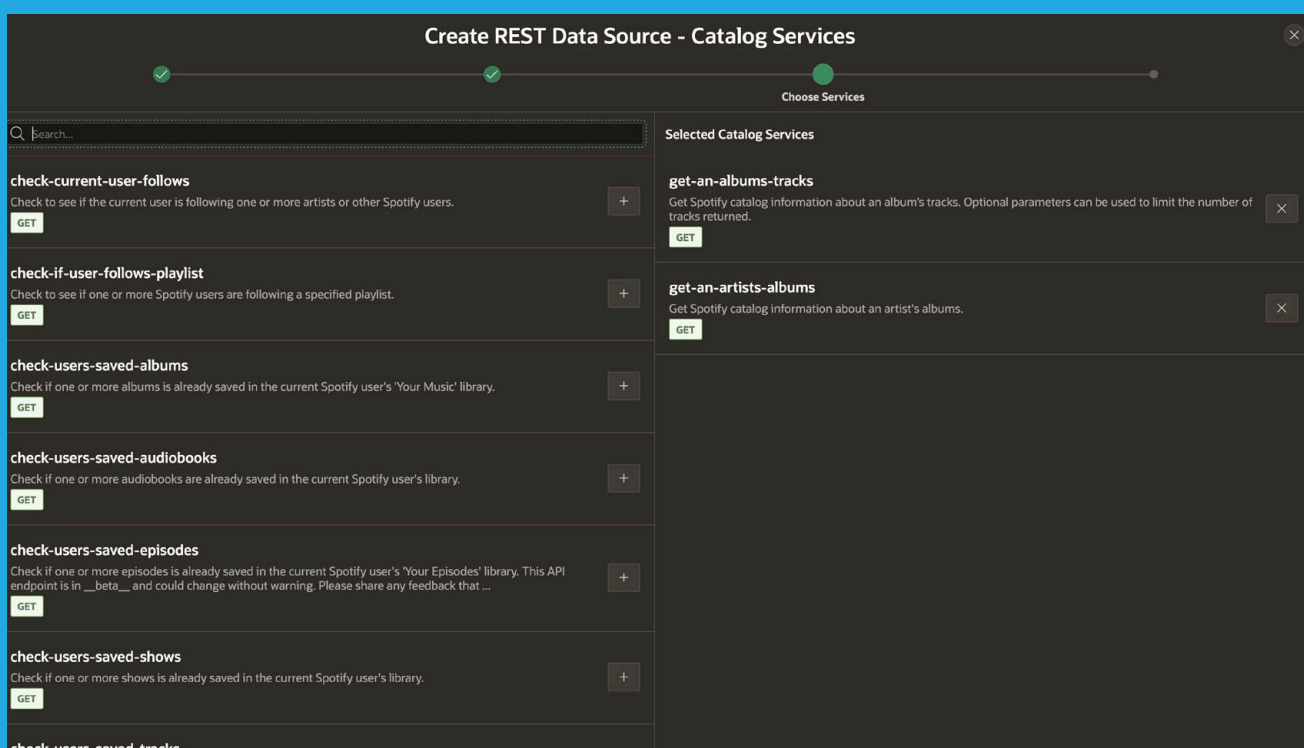 Create REST Data Source - Catalog Services
Choose Services
Search...
check-current-user-follows
Check to see if the current user is following one or more artists or other Spotify users.
GET
check-if-user-follows-playlist
Check to see if one or more Spotify users are following a specified playlist.
GET
check-users-saved-albums
Check if one or more albums is already saved in the current Spotify user's 'Your Music' library.
GET
check-users-saved-audiobooks
Check if one or more audiobooks are already saved in the current Spotify user's library.
GET
check-users-saved-episodes
Check if one or more episodes is already saved in the current Spotify user's 'Your Episodes' library. This API
endpoint is in __beta__ and could change without warning. Please share any feedback that ...
GET
check-users-saved-shows
Check if one or more shows is already saved in the current Spotify user's library.
GET
check-users-saved-tracks
Selected Catalog Services
get-an-albums-tracks
Get Spotify catalog information about an album's tracks. Optional parameters can be used to limit the number of
tracks returned.
GET
get-an-artists-albums
Get Spotify catalog information about an artist's albums.
GET